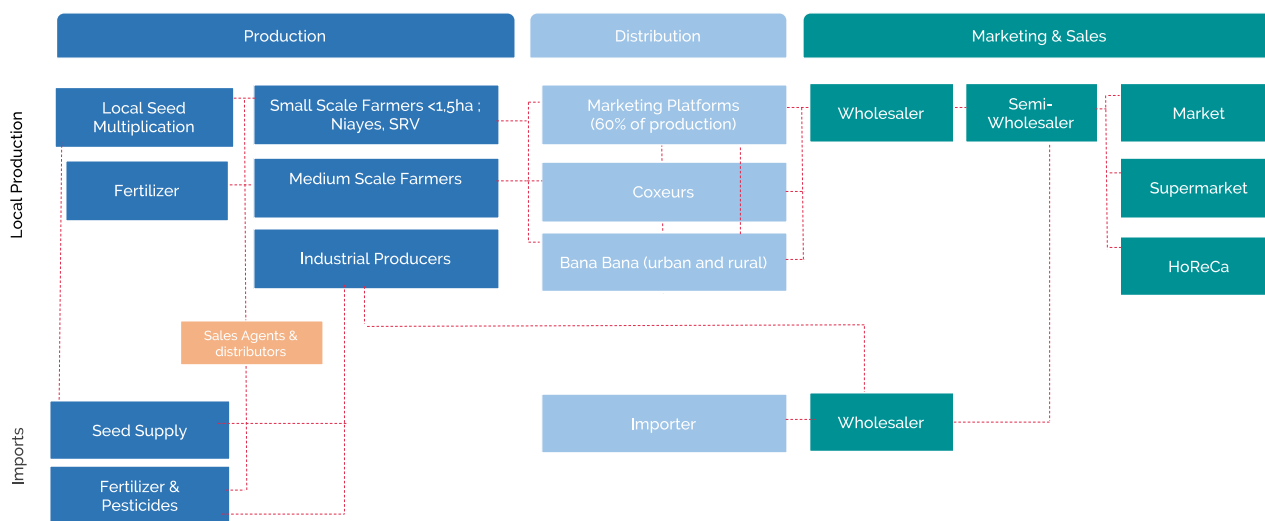 Production
Distribution
Marketing & Sales
Local Production
Local Seed
Multiplication
Small Scale Farmers <1,5ha ;
Niayes, SRV
Marketing Platforms
(60% of production)
Wholesaler
Semi-
Wholesaler
Market
Fertilizer
Medium Scale Farmers
Coxeurs
Supermarket
Industrial Producers
Bana Bana (urban and rural)
HoReCa
Sales Agents &
distributors
Imports
Seed Supply
Importer
Wholesaler
Fertilizer &
Pesticides